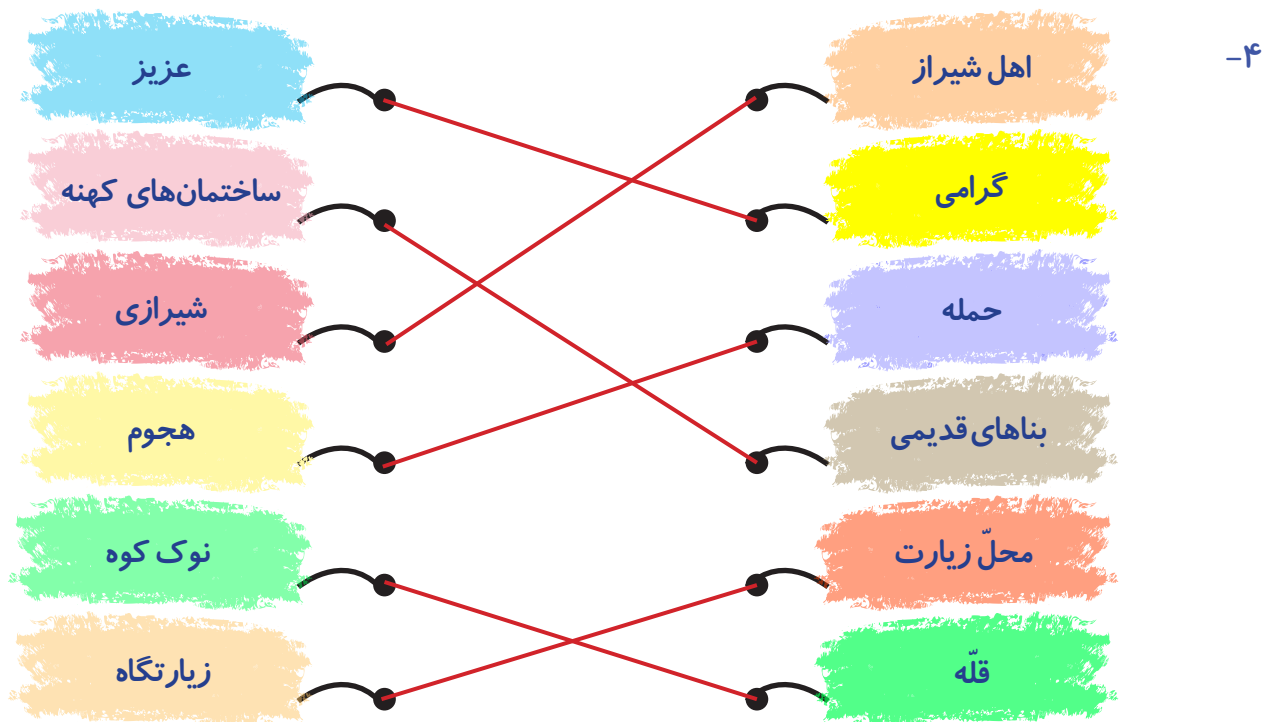 ۴-
اهل شیراز
عزیز
گرامی
ساختمان‌های کهنه
حمله
شیرازی
بناهای قدیمی
هجوم
محلّ زیارت
نوک کوه
قلّه
زیارتگاه